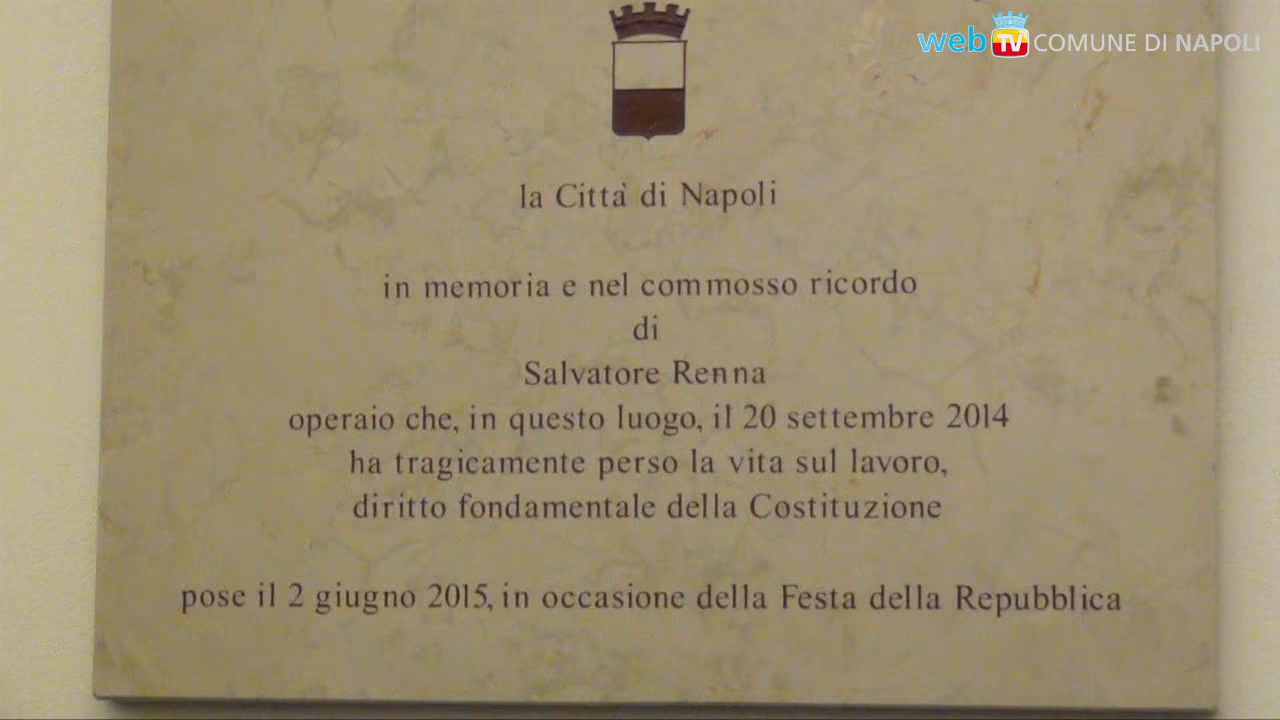 web TV COMUNE DI NAPOLI
la Città di Napoli
in memoria e nel commosso ricordo
di
Salvatore Renna
operaio che, in questo luogo, il 20 settembre 2014
ha tragicamente perso la vita sul lavoro,
diritto fondamentale della Costituzione
pose il 2 giugno 2015, in occasione della Festa della Repubblica